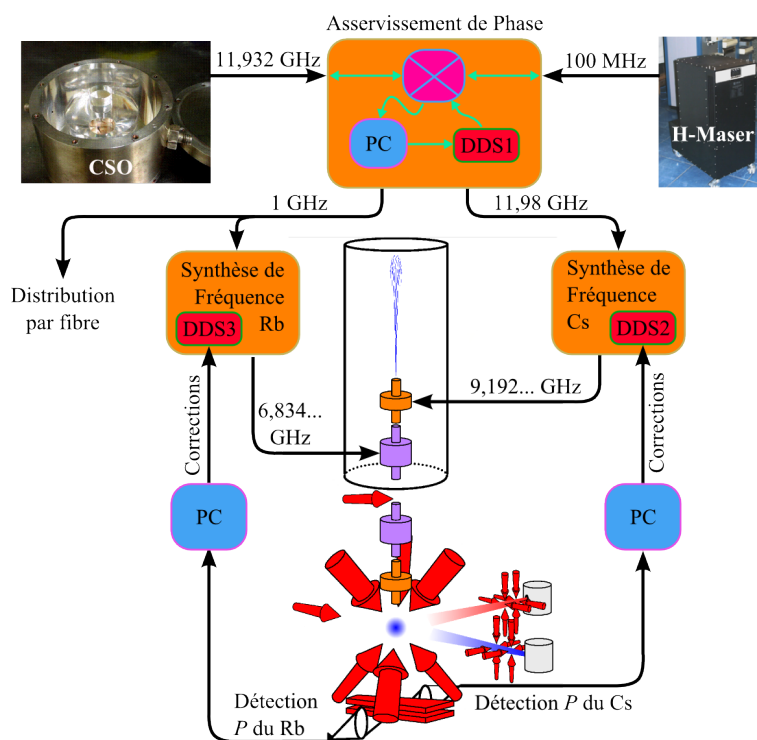 Asservissement de Phase
11,932 GHz
100 MHz
CSO
PC
DDS1
H-Maser
1 GHz
11,98 GHz
Distribution
par fibre
Synthèse de
Fréquence
Rb
DDS3
Synthèse de
Fréquence
Cs
DDS2
6,834...
GHz
9,192... GHz
Corrections
Corrections
PC
PC
Détection
P du Rb
Détection P du Cs